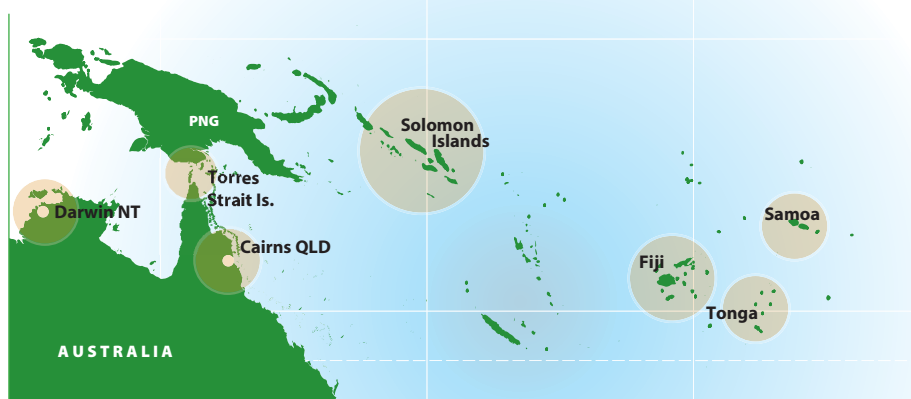 Solomon
Islands
PNG
Torres
Strait Is.
Darwin NT
Samoa
Cairns QLD
Fiji
Tonga
AUSTRALIA